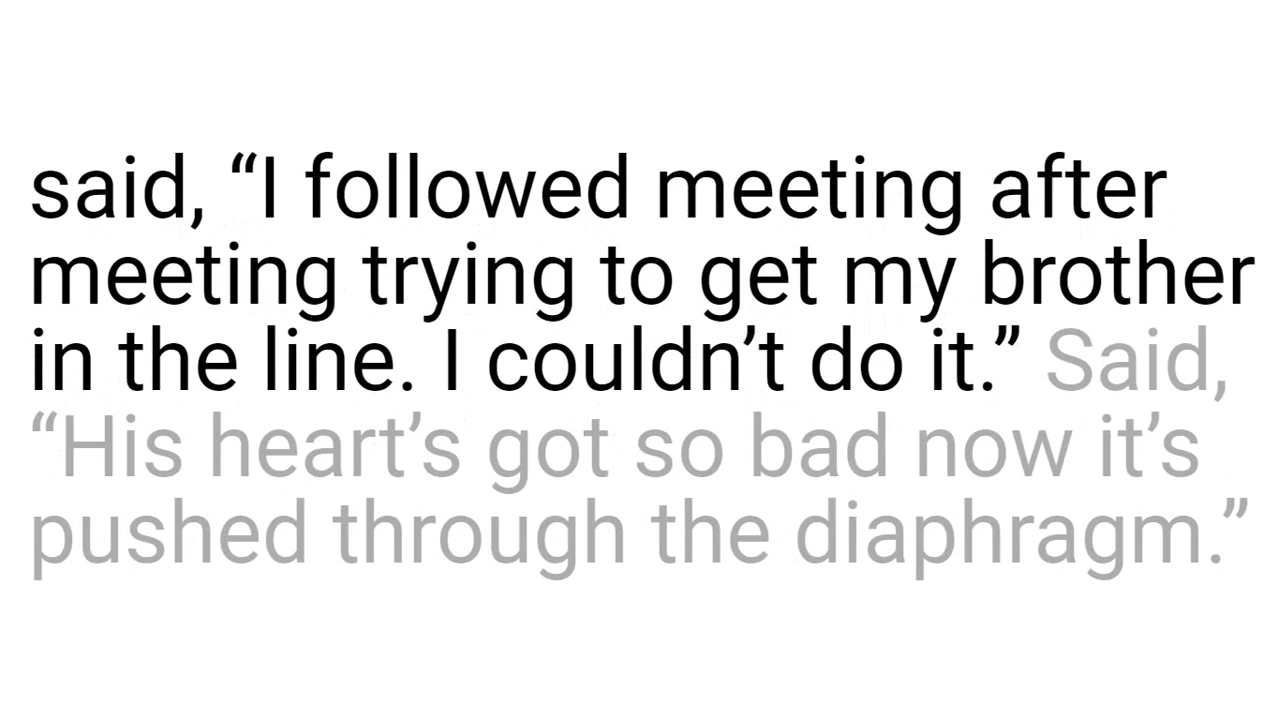 said, “I followed meeting after
meeting trying to get my brother
in the line. I couldn’t do it.” Said,
“His heart’s got so bad now it’s
pushed through the diaphragm.”